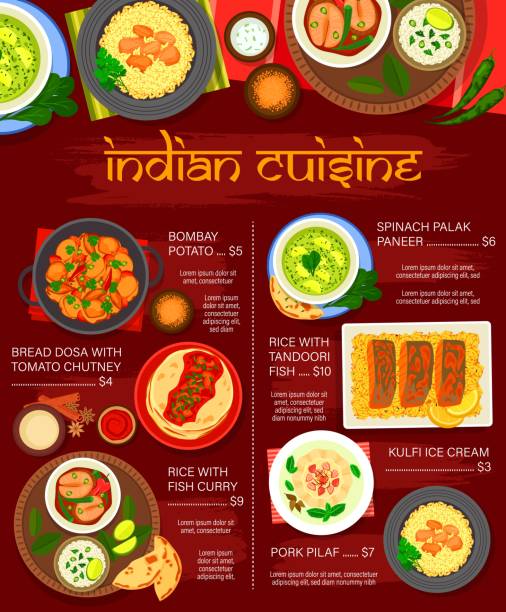 indian cuisine
BOMBAY
POTATO .... $5
Lorem ipsum dolor sit
amet, consectetuer
Lorem ipsum
dolor sit amet,
consectetuer
adipiscing elit,
sed diam
BREAD DOSA WITH
TOMATO CHUTNEY
........................ $4
RICE WITH
FISH CURRY
................... $9
Lorem ipsum dolor
sit amet, consectetuer
Lorem ipsum
dolor sit amet,
consectetuer
adipiscing elit,
sed
SPINACH PALAK
PANEER .................. $6
Lorem ipsum dolor sit amet,
consectetuer adipiscing elit, sed
Lorem ipsum dolor sit amet,
consectetuer adipiscing elit, sed
RICE WITH
TANDOORI
FISH ..... $10
Lorem ipsum dolor sit
amet, consectetuer
adipiscing elit, sed
diam nonummy nibh
KULFI ICE CREAM
............................ $3
PORK PILAF ....... $7
Lorem ipsum dolor sit amet,
consectetuer adipiscing elit, sed
diam nonummy nibh